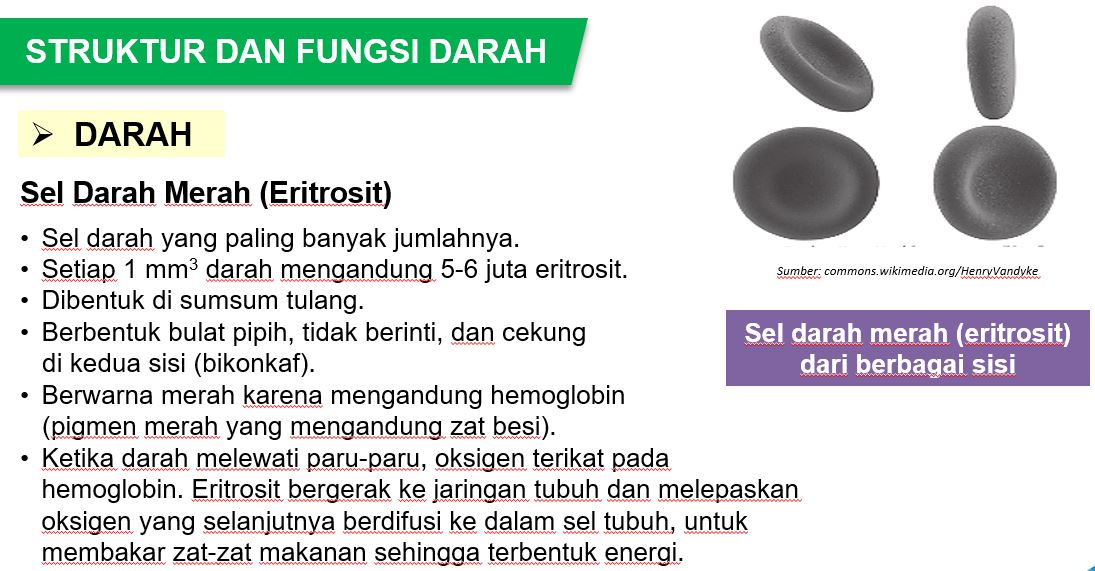 STRUKTUR DAN FUNGSI DARAH
➢ DARAH
Sel Darah Merah (Eritrosit)
• Sel darah yang paling banyak jumlahnya.
• Setiap 1 mm³ darah mengandung 5-6 juta eritrosit.
• Dibentuk di sumsum tulang.
• Berbentuk bulat pipih, tidak berinti, dan cekung
di kedua sisi (bikonkaf).
• Berwarna merah karena mengandung hemoglobin
(pigmen merah yang mengandung zat besi).
• Ketika darah melewati paru-paru, oksigen terikat pada
hemoglobin. Eritrosit bergerak ke jaringan tubuh dan melepaskan
oksigen yang selanjutnya berdifusi ke dalam sel tubuh, untuk
membakar zat-zat makanan sehingga terbentuk energi.
Sumber: commons.wikimedia.org/HenryVandyke
Sel darah merah (eritrosit)
dari berbagai sisi